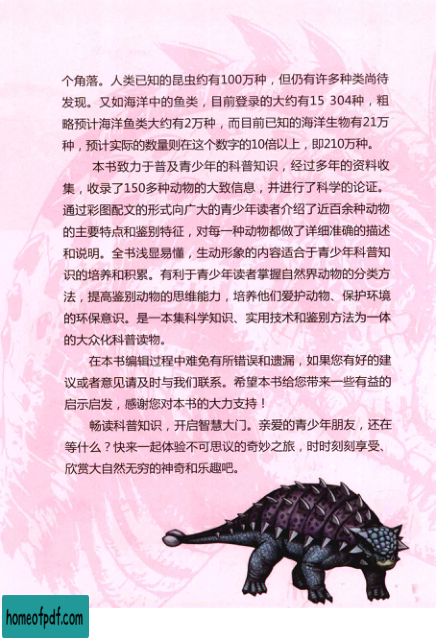 个角落。人类已知的昆虫约有100万种，但仍有许多种类尚待
发现。又如海洋中的鱼类，目前登录的大约有15 304种，粗
略预计海洋鱼类大约有2万种，而目前已知的海洋生物有21万
种，预计实际的数量则在这个数字的10倍以上，即210万种。
本书致力于普及青少年的科普知识，经过多年的资料收
集，收录了150多种动物的大致信息，并进行了科学的论证。
通过彩图配文的形式向广大的青少年读者介绍了近百余种动物
的主要特点和鉴别特征，对每一种动物都做了详细准确的描述
和说明。全书浅显易懂，生动形象的内容适合于青少年科普知
识的培养和积累。有利于青少年读者掌握自然界动物的分类方
法，提高鉴别动物的思维能力，培养他们爱护动物、保护环境
的环保意识。是一本集科学知识、实用技术和鉴别方法为一体
的大众化科普读物。
在本书编辑过程中难免有所错误和遗漏，如果您有好的建
议或者意见请及时与我们联系。希望本书给您带来一些有益的
启示启发，感谢您对本书的大力支持！
畅读科普知识，开启智慧大门。亲爱的青少年朋友，还在
等什么？快来一起体验不可思议的奇妙之旅，时时刻刻享受、
欣赏大自然无穷的神奇和乐趣吧。
homeofpdf.com